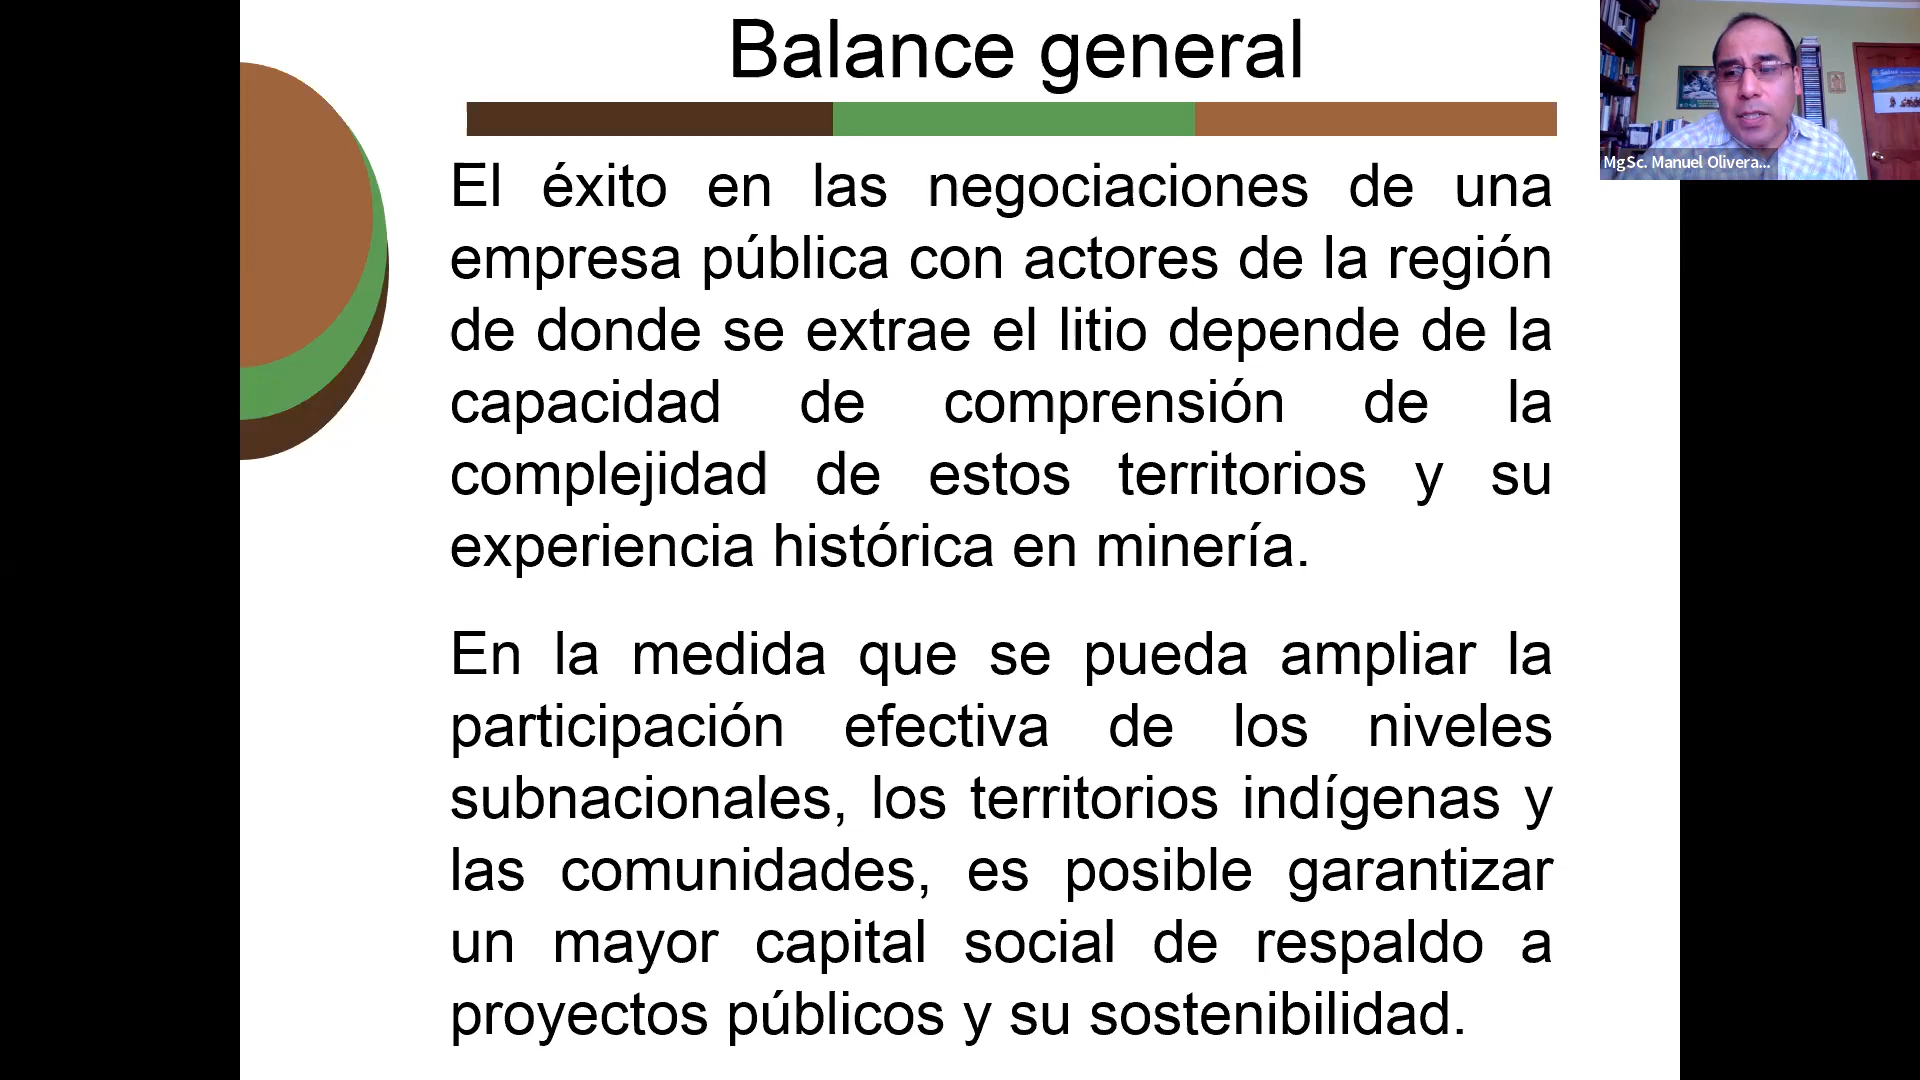 Balance general
El éxito en las negociaciones de una
empresa pública con actores de la región
de donde se extrae el litio depende de la
capacidad de comprensión de la
complejidad de estos territorios y su
experiencia histórica en minería.
En la medida que se pueda ampliar la
participación efectiva de los niveles
subnacionales, los territorios indígenas y
las comunidades, es posible garantizar
un mayor capital social de respaldo a
proyectos públicos y su sostenibilidad.
MgSc. Manuel Olivera...